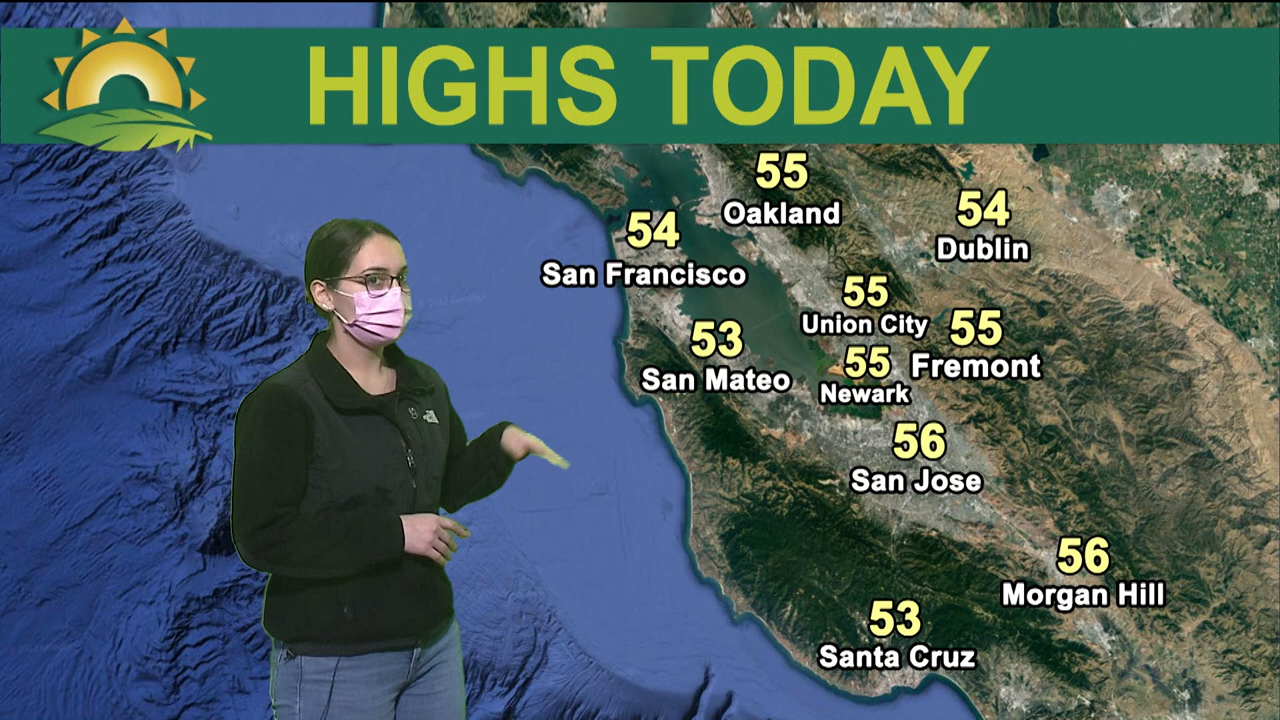 HIGHS TODAY
55
Oakland
54
Dublin
54
San Francisco
55
Union City
55
Fremont
53
San Mateo
55
Newark
56
San Jose
56
Morgan Hill
53
Santa Cruz